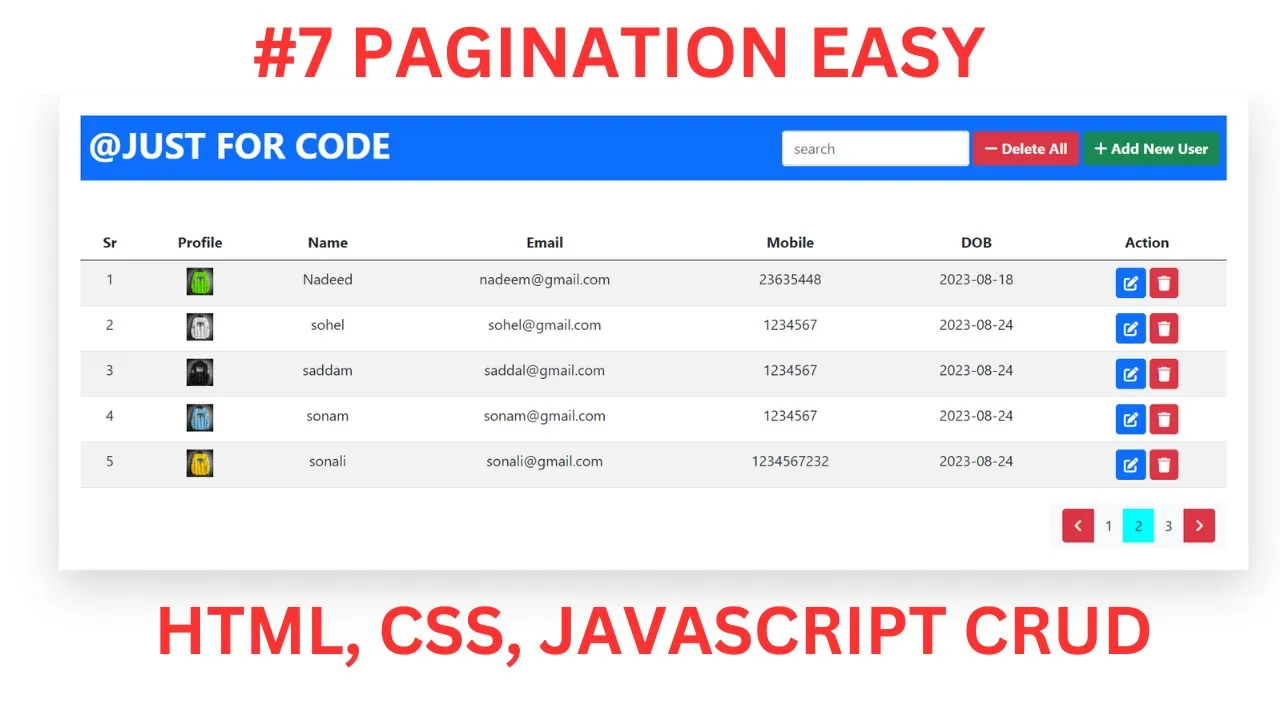 #7 PAGINATION EASY
@JUST FOR CODE search Delete All Add New User
Sr Profile Name Email Mobile DOB Action
1 Nadeed nadeem@gmail.com 23635448 2023-08-18
2 sohel sohel@gmail.com 1234567 2023-08-24
3 saddam saddal@gmail.com 1234567 2023-08-24
4 sonam sonam@gmail.com 1234567 2023-08-24
5 sonali sonali@gmail.com 1234567232 2023-08-24
1 2 3
HTML, CSS, JAVASCRIPT CRUD